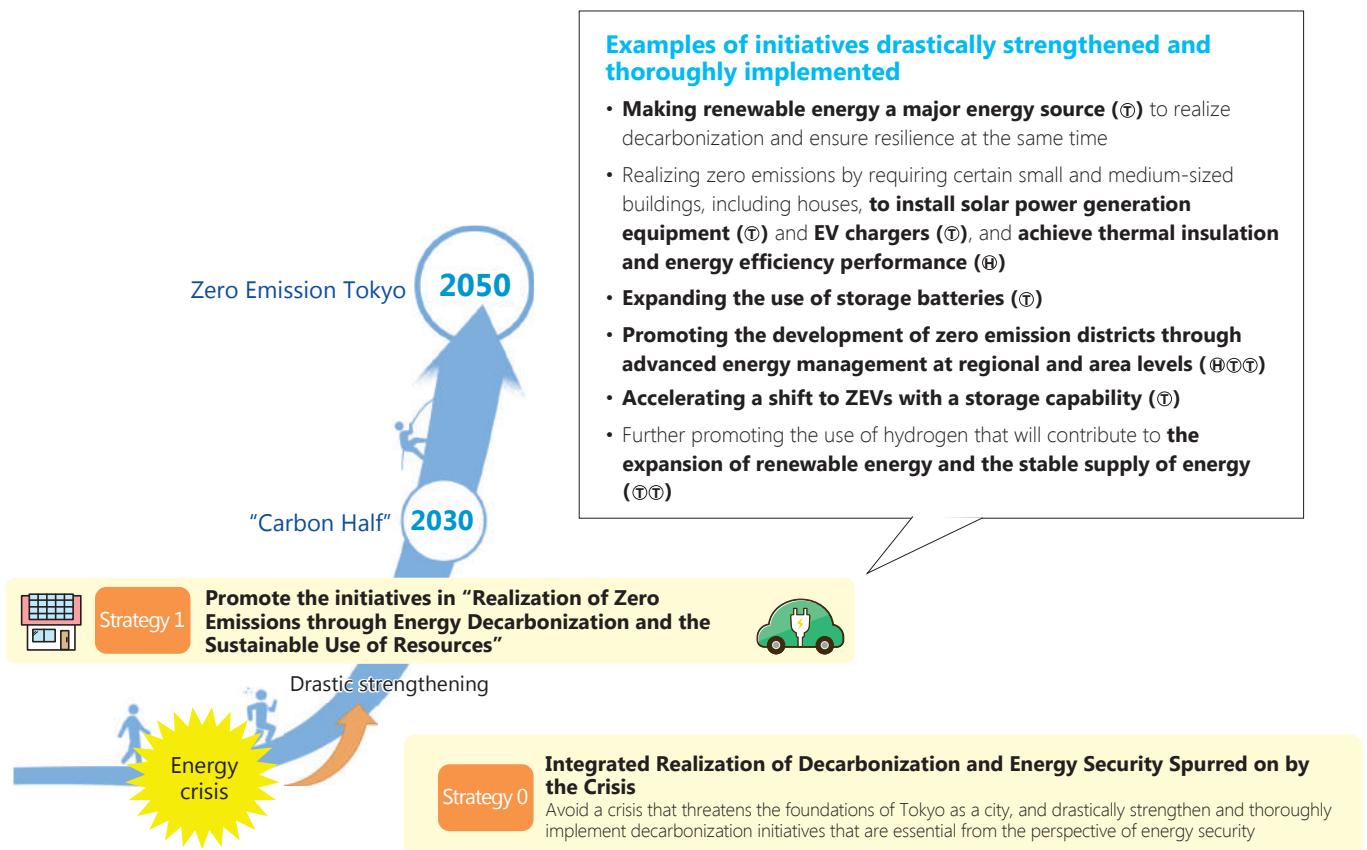 Examples of initiatives drastically strengthened and
thoroughly implemented
• Making renewable energy a major energy source (Ⓣ) to realize
decarbonization and ensure resilience at the same time
• Realizing zero emissions by requiring certain small and medium-sized
buildings, including houses, to install solar power generation
equipment (Ⓣ) and EV chargers (Ⓣ), and achieve thermal insulation
and energy efficiency performance (Ⓗ)
• Expanding the use of storage batteries (Ⓣ)
• Promoting the development of zero emission districts through
advanced energy management at regional and area levels (ⒽⓉⓉ)
• Accelerating a shift to ZEVs with a storage capability (Ⓣ)
• Further promoting the use of hydrogen that will contribute to the
expansion of renewable energy and the stable supply of energy
(ⓉⓉ)
Zero Emission Tokyo 2050
“Carbon Half” 2030
Strategy 1
Promote the initiatives in “Realization of Zero
Emissions through Energy Decarbonization and the
Sustainable Use of Resources”
Drastic strengthening
Energy
crisis
Strategy 0
Integrated Realization of Decarbonization and Energy Security Spurred on by
the Crisis
Avoid a crisis that threatens the foundations of Tokyo as a city, and drastically strengthen and thoroughly
implement decarbonization initiatives that are essential from the perspective of energy security